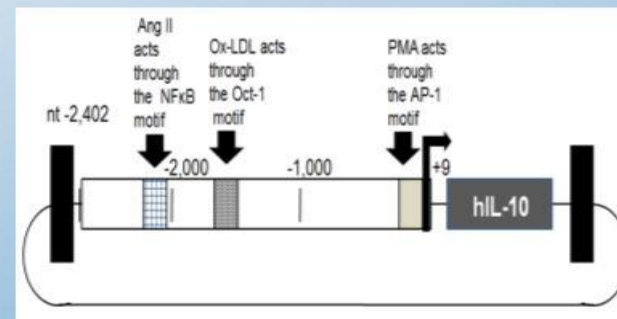 Ang II
acts
through
the NFκB
motif
Ox-LDL acts
through
the Oct-1
motif
PMA acts
through
the AP-1
motif
nt -2,402
-2,000
-1,000
+9
hIL-10